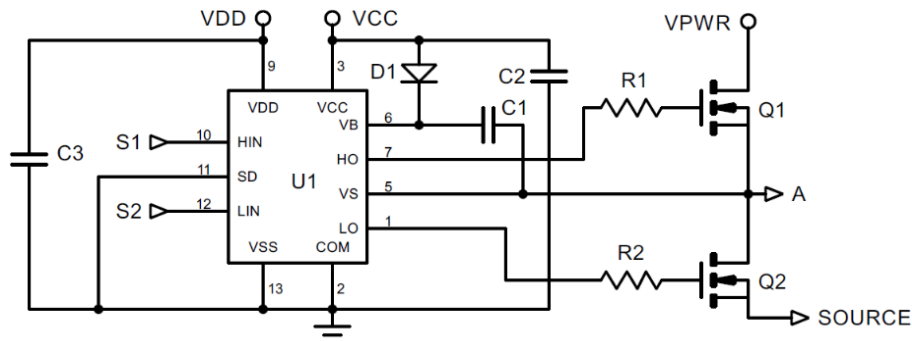 VDD VCC VPWR
9 3 D1 C2 R1
VDD VCC C1 Q1
VB 6
C3 S1 10 HIN HO 7
11 SD U1 VS 5 A
S2 12 LIN LO 1
VSS COM R2 Q2
13 2
SOURCE